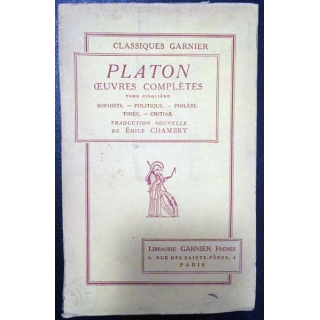 CLASSIQUES GARNIER
PLATON
ŒUVRES COMPLÈTES
TOME CINQUIÈME
SOPHISTE. — POLITIQUE. — PHILÈBE.
TIMÉE. — CRITIAS.
TRADUCTION NOUVELLE
DE ÉMILE CHAMBRY
LIBRAIRIE GARNIER FRÈRES
6, RUE DES SAINTS-PÈRES, 6
PARIS